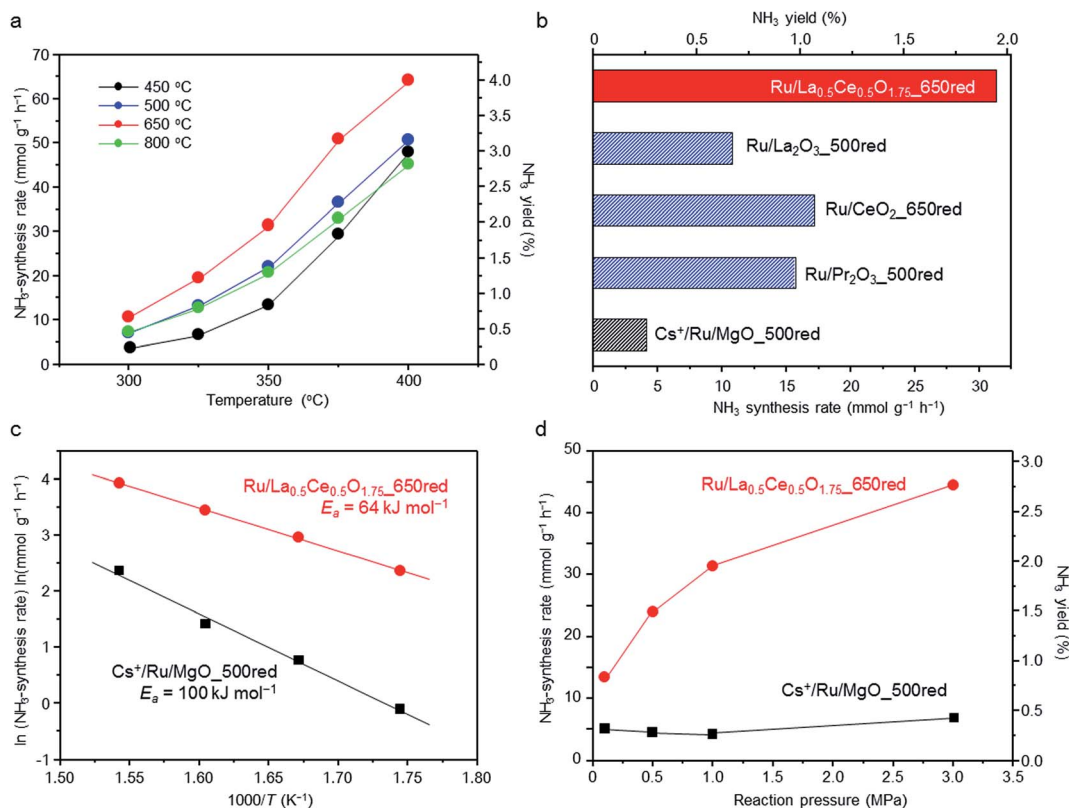 a
NH₃-synthesis rate (mmol g⁻¹ h⁻¹)
70
60
50
40
30
20
10
0
450 °C
500 °C
650 °C
800 °C
4.0
3.5
3.0
2.5
2.0
1.5
1.0
0.5
0
NH₃ yield (%)
300
350
400
Temperature (°C)
b
NH₃ yield (%)
0 0.5 1.0 1.5 2.0
Ru/La₀.₅Ce₀.₅O₁.₇₅_650red
Ru/La₂O₃_500red
Ru/CeO₂_650red
Ru/Pr₂O₃_500red
Cs⁺/Ru/MgO_500red
0 5 10 15 20 25 30
NH₃ synthesis rate (mmol g⁻¹ h⁻¹)
c
ln (NH₃-synthesis rate) ln(mmol g⁻¹ h⁻¹)
4
3
2
1
0
-1
Ru/La₀.₅Ce₀.₅O₁.₇₅_650red
Eₐ = 64 kJ mol⁻¹
Cs⁺/Ru/MgO_500red
Eₐ = 100 kJ mol⁻¹
1.50 1.55 1.60 1.65 1.70 1.75 1.80
1000/T (K⁻¹)
d
NH₃-synthesis rate (mmol g⁻¹ h⁻¹)
50
45
30
25
20
15
10
5
0
Ru/La₀.₅Ce₀.₅O₁.₇₅_650red
Cs⁺/Ru/MgO_500red
3.0
2.5
2.0
1.5
1.0
0.5
0.0
NH₃ yield (%)
0 0.5 1.0 1.5 2.0 2.5 3.0 3.5
Reaction pressure (MPa)